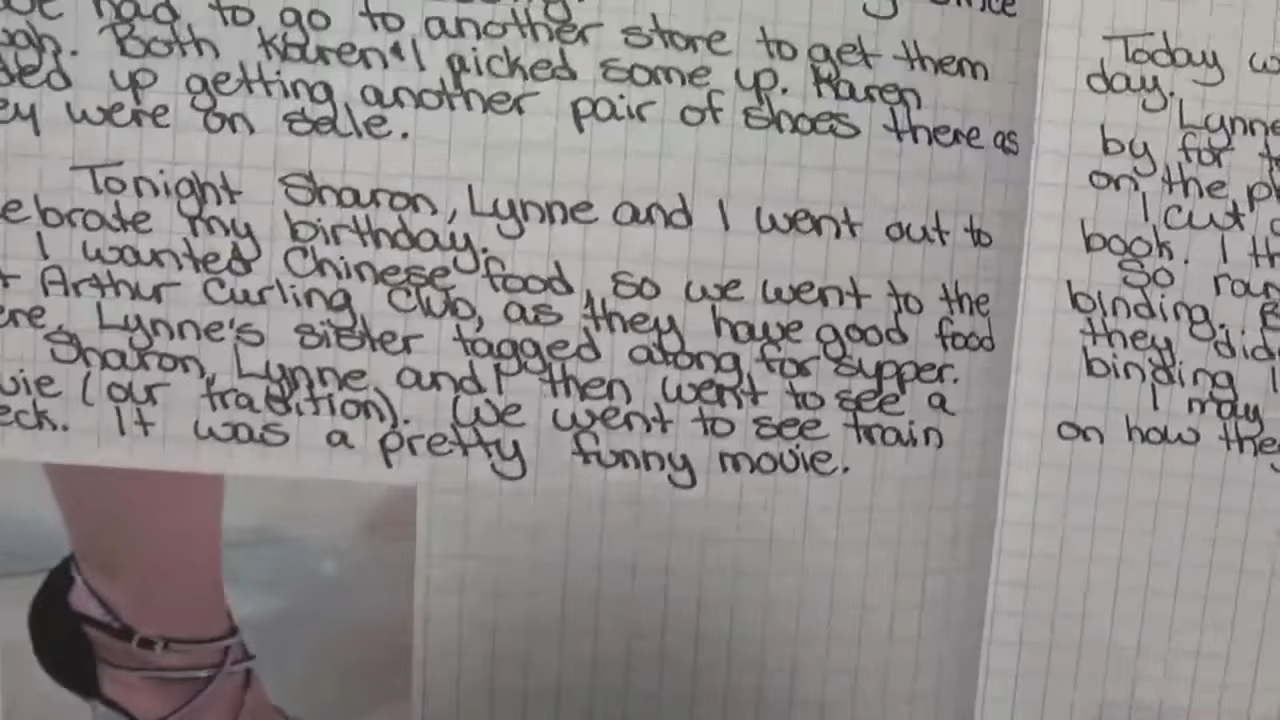 had to go to another store to get them
Both Karen & I picked some up. Karen
up getting another pair of shoes there as
were on sale.
Tonight Sharon, Lynne and I went out to
ebrate my birthday.
I wanted Chinese food, so we went to the
Arthur Curling Club, as they have good food
ere. Lynne's sister tagged along for supper.
Sharon, Lynne, and I then went to see a
vie (our tradition). We went to see train
eck. It was a pretty funny movie.
Today
day.
Lynne
by for
on the
I cut
book. I
So
binding.
they
binding
I may
on how